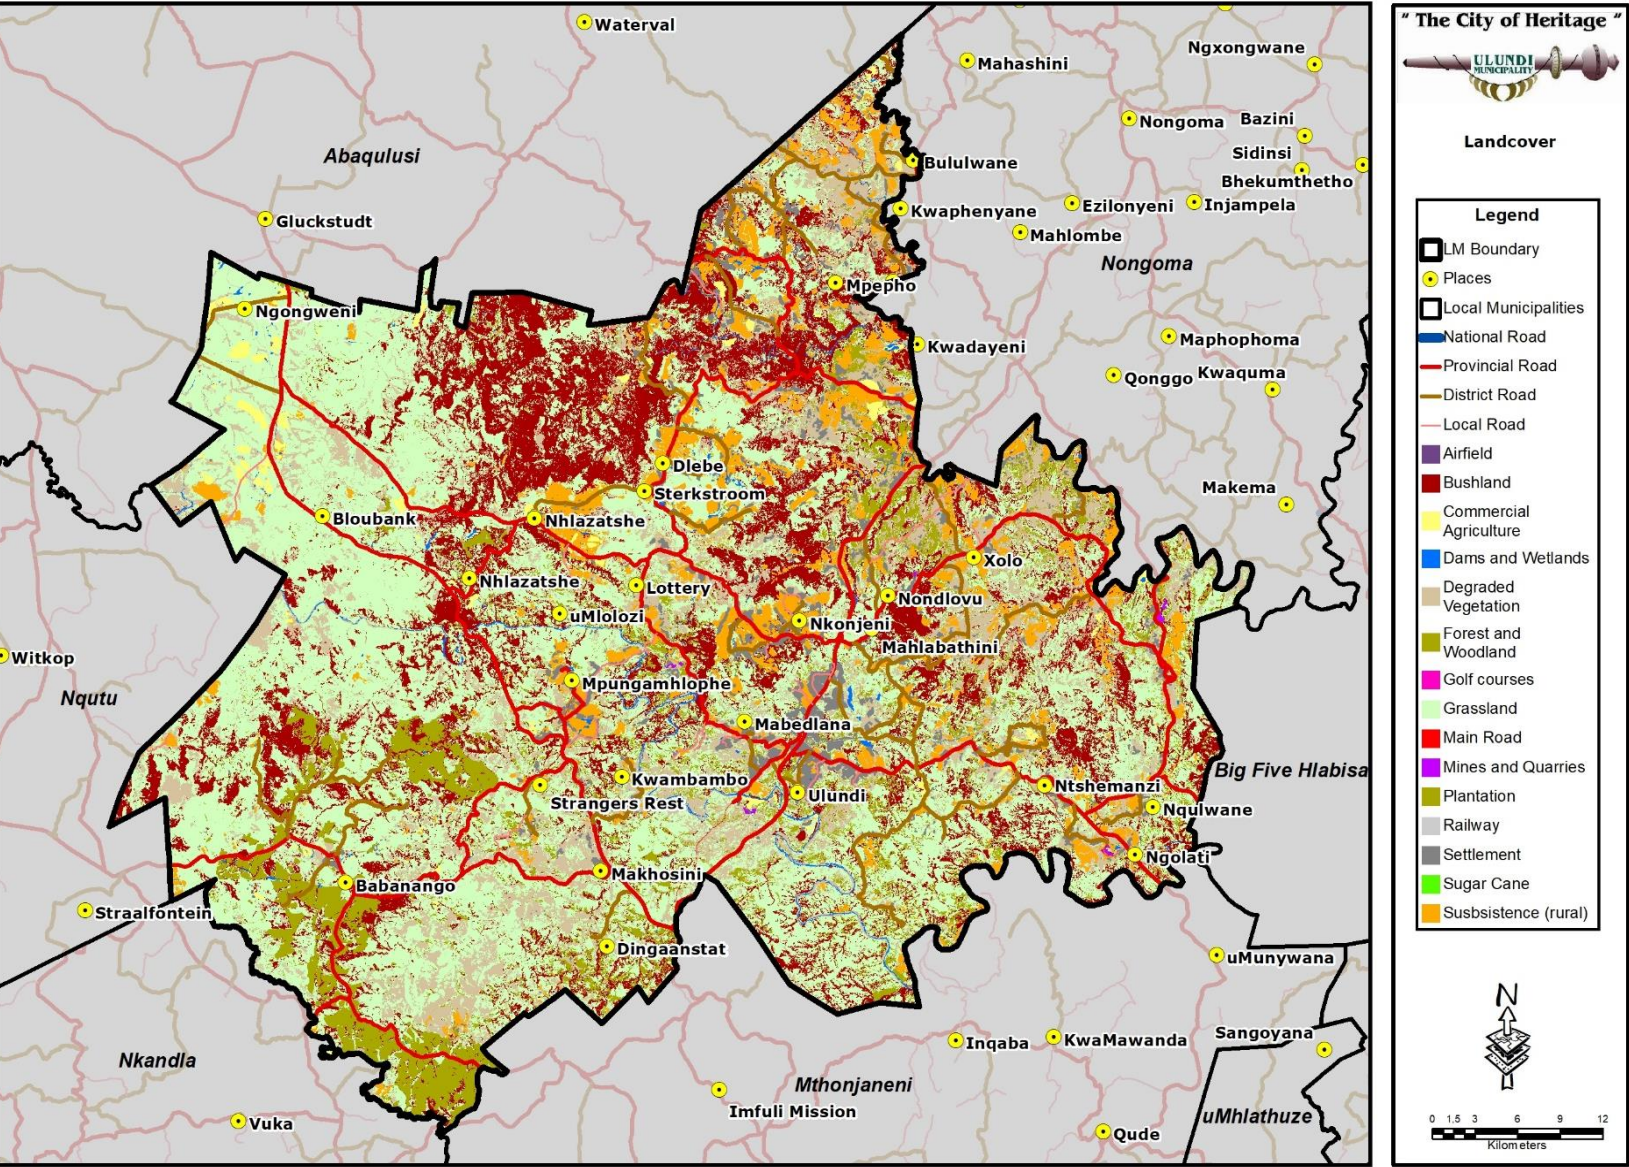 Waterval
Mahashini
Ngxongwane
Nongoma
Bazini
Sidinsi
Bhekumthetho
Abaqulusi
Bululwane
Gluckstudt
Kwaphenyane
Ezilonyeni
Injampela
Mahlombe
Nongoma
Mpepho
Ngongweni
Kwadayeni
Maphophoma
Qonggo
Kwaquma
Dlebe
Sterkstroom
Makema
Bloubank
Nhlazatshe
Xolo
Nhlazatshe
Lottery
Nondlovu
uMlolozi
Nkonjeni
Mahlabathini
Witkop
Nqutu
Mpungamhlophe
Mabedlana
Big Five Hlabisa
Kwambambo
Strangers Rest
Ulundi
Ntshemanzi
Nqulwane
Ngolati
Makhosini
Babanango
Straalfontein
Dingaanstat
uMunywana
Inqaba
KwaMawanda
Sangoyana
Nkandla
Mthonjaneni
Imfuli Mission
uMhlathuze
Vuka
Qude
" The City of Heritage "
ULUNDI
MUNICIPALITY
Landcover
Legend
LM Boundary
Places
Local Municipalities
National Road
Provincial Road
District Road
Local Road
Airfield
Bushland
Commercial
Agriculture
Dams and Wetlands
Degraded
Vegetation
Forest and
Woodland
Golf courses
Grassland
Main Road
Mines and Quarries
Plantation
Railway
Settlement
Sugar Cane
Susbsistence (rural)
N
0 1,5 3 6 9 12
Kilometers